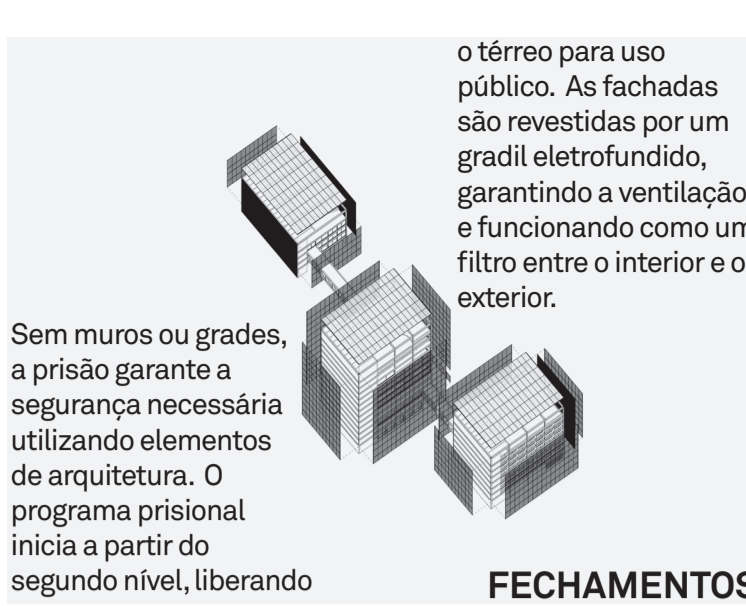 Sem muros ou grades,
a prisão garante a
segurança necessária
utilizando elementos
de arquitetura. O
programa prisional
inicia a partir do
segundo nível, liberando
o térreo para uso
público. As fachadas
são revestidas por um
gradil eletrofundido,
garantindo a ventilação
e funcionando como um
filtro entre o interior e o
exterior.
FECHAMENTOS